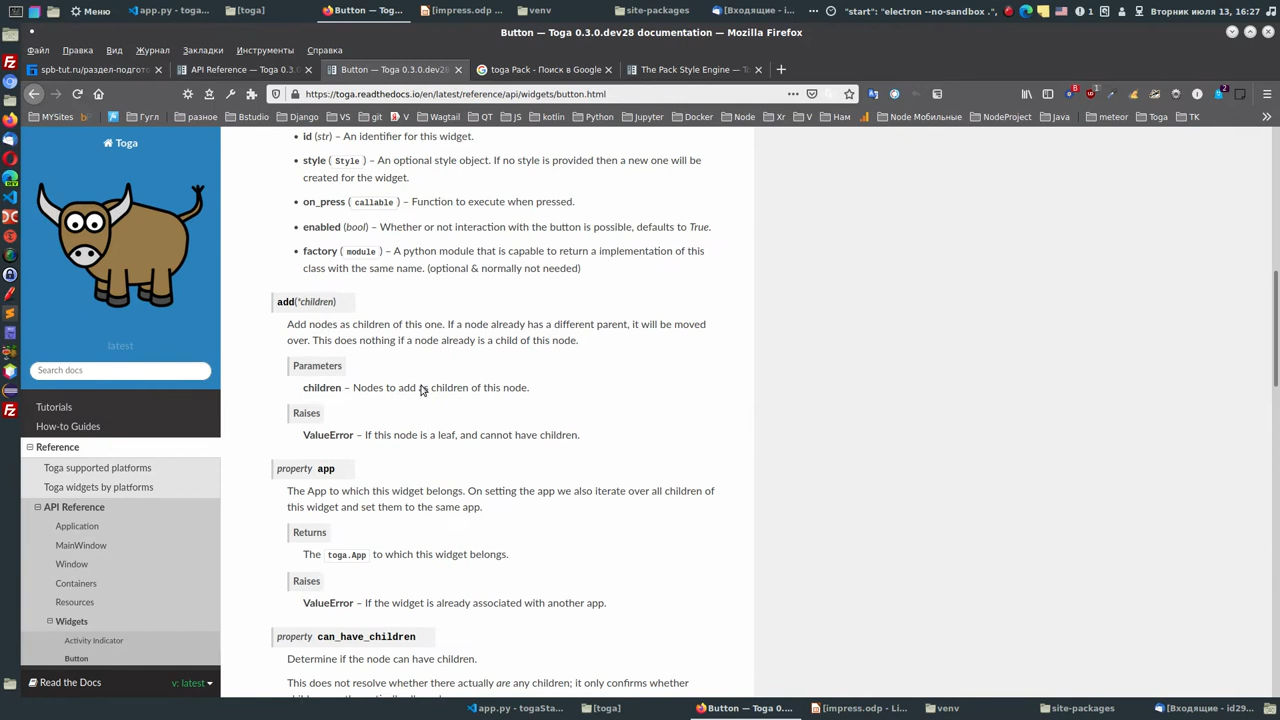 Меню
app.py - toga...
[toga]
Button — Tog...
[impress.odp ...
venv
site-packages
[Входящие - i...
"start": "electron --no-sandbox .",
1
Вторник июля 13, 16:27
Button — Toga 0.3.0.dev28 documentation — Mozilla Firefox
Файл Правка Вид Журнал Закладки Инструменты Справка
spb-tut.ru/раздел-подгото
API Reference — Toga 0.3.0.
Button — Toga 0.3.0.dev28
toga Pack - Поиск в Google
The Pack Style Engine — To
https://toga.readthedocs.io/en/latest/reference/api/widgets/button.html
MYSites Гугл разное Bstudio Django VS Git Wagtail QT JS kotlin Python Jupyter Docker Node Xr V Нам Node Мобильные NodeProject Java meteor Toga TK
Toga
latest
Search docs
Tutorials
How-to Guides
Reference
Toga supported platforms
Toga widgets by platforms
API Reference
Application
MainWindow
Window
Containers
Resources
Widgets
Activity Indicator
Button
Read the Docs
v: latest
• id (str) – An identifier for this widget.
• style ( Style ) – An optional style object. If no style is provided then a new one will be
created for the widget.
• on_press ( callable ) – Function to execute when pressed.
• enabled (bool) – Whether or not interaction with the button is possible, defaults to True.
• factory ( module ) – A python module that is capable to return a implementation of this
class with the same name. (optional & normally not needed)
add(*children)
Add nodes as children of this one. If a node already has a different parent, it will be moved
over. This does nothing if a node already is a child of this node.
Parameters
children – Nodes to add as children of this node.
Raises
ValueError – If this node is a leaf, and cannot have children.
property app
The App to which this widget belongs. On setting the app we also iterate over all children of
this widget and set them to the same app.
Returns
The toga.App to which this widget belongs.
Raises
ValueError – If the widget is already associated with another app.
property can_have_children
Determine if the node can have children.
This does not resolve whether there actually are any children; it only confirms whether
app.py - togaSta...
[toga]
Button — Toga 0....
[impress.odp - Li...
venv
site-packages
[Входящие - id29...